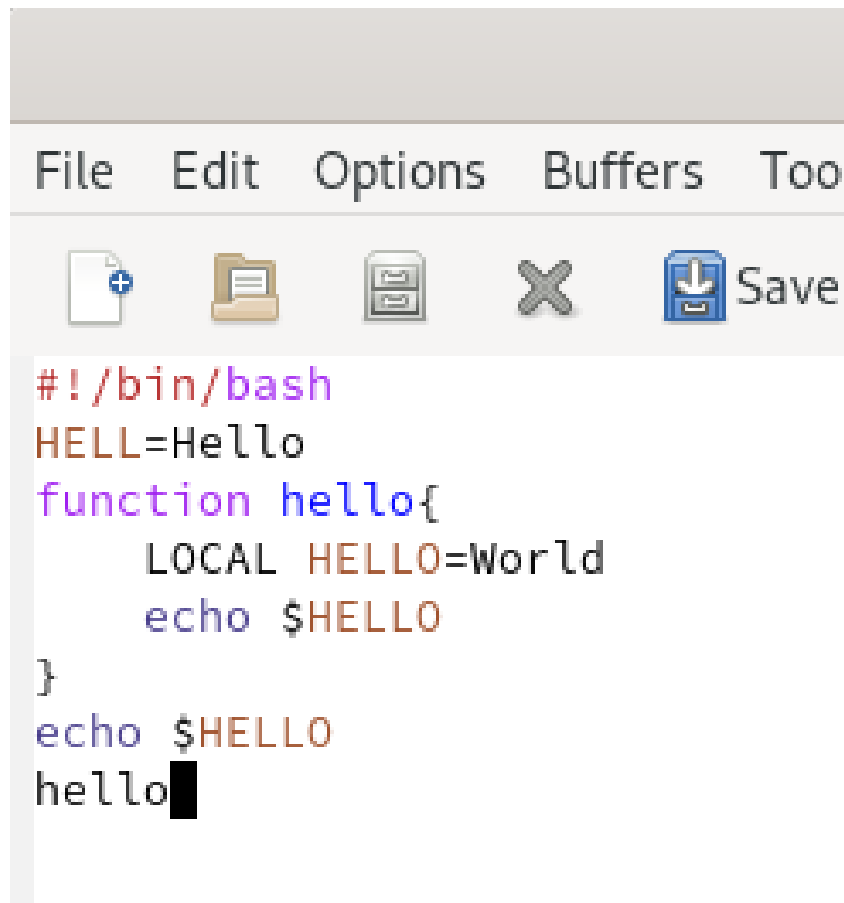 File Edit Options Buffers Too
Save
#!/bin/bash
HELL=Hello
function hello{
    LOCAL HELLO=World
    echo $HELLO
}
echo $HELLO
hello